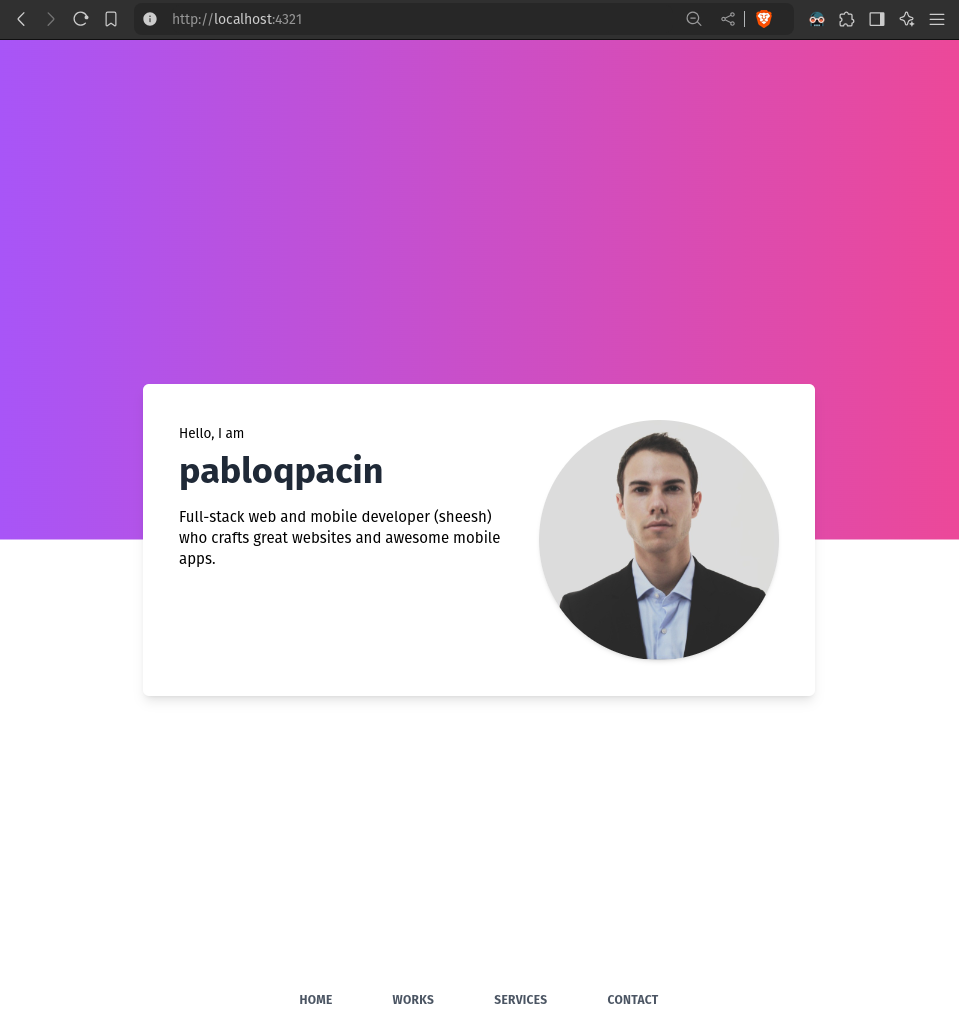 http://localhost:4321
Hello, I am
pabloqpacin
Full-stack web and mobile developer (sheesh)
who crafts great websites and awesome mobile
apps.
HOME WORKS SERVICES CONTACT